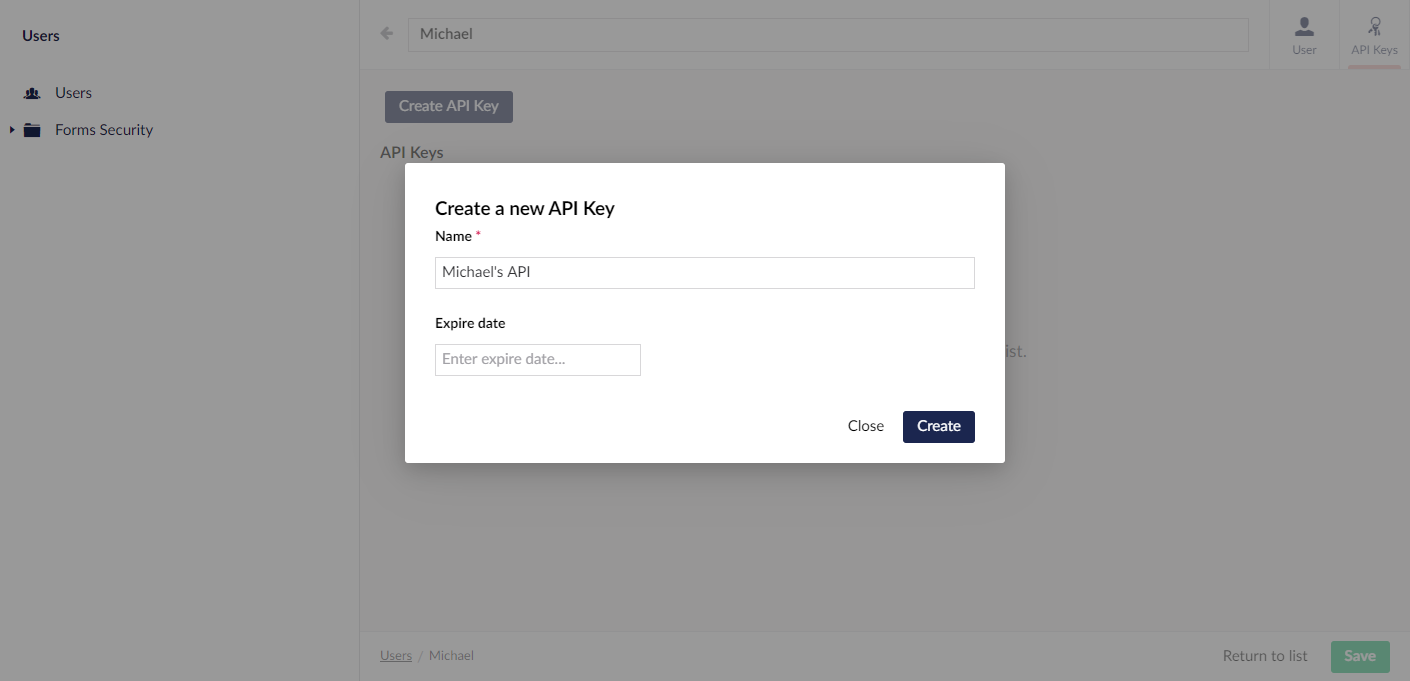 Users
Users
Forms Security
Michael
User
API Keys
Create API Key
API Keys
Create a new API Key
Name *
Michael's API
Expire date
Enter expire date...
ist.
Close
Create
Users / Michael
Return to list
Save